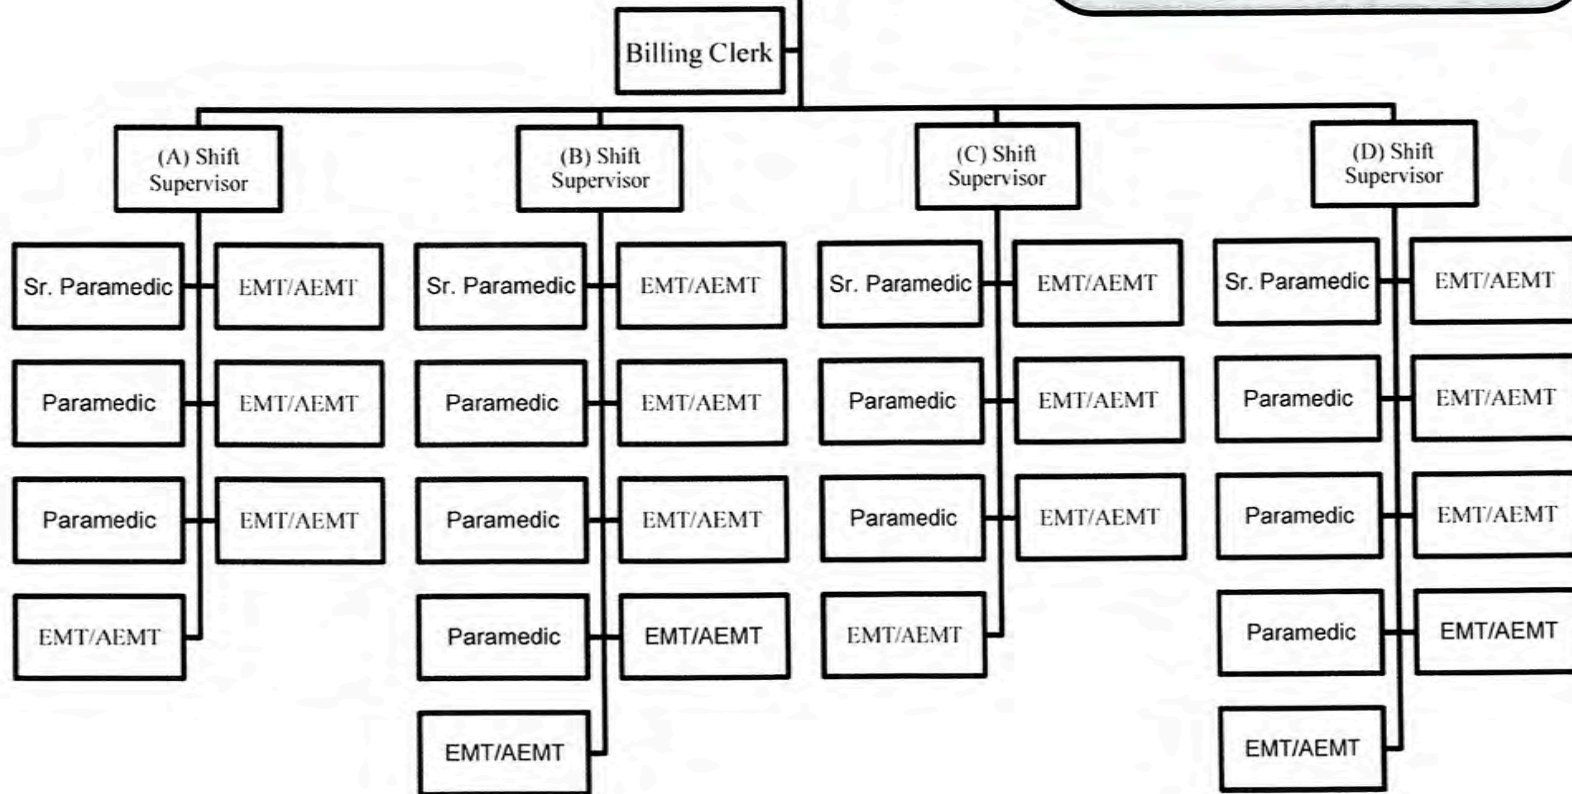 Billing Clerk
(A) Shift
Supervisor
(B) Shift
Supervisor
(C) Shift
Supervisor
(D) Shift
Supervisor
Sr. Paramedic
EMT/AEMT
Sr. Paramedic
EMT/AEMT
Sr. Paramedic
EMT/AEMT
Sr. Paramedic
EMT/AEMT
Paramedic
EMT/AEMT
Paramedic
EMT/AEMT
Paramedic
EMT/AEMT
Paramedic
EMT/AEMT
Paramedic
EMT/AEMT
Paramedic
EMT/AEMT
Paramedic
EMT/AEMT
Paramedic
EMT/AEMT
EMT/AEMT
Paramedic
EMT/AEMT
EMT/AEMT
Paramedic
EMT/AEMT
EMT/AEMT
EMT/AEMT